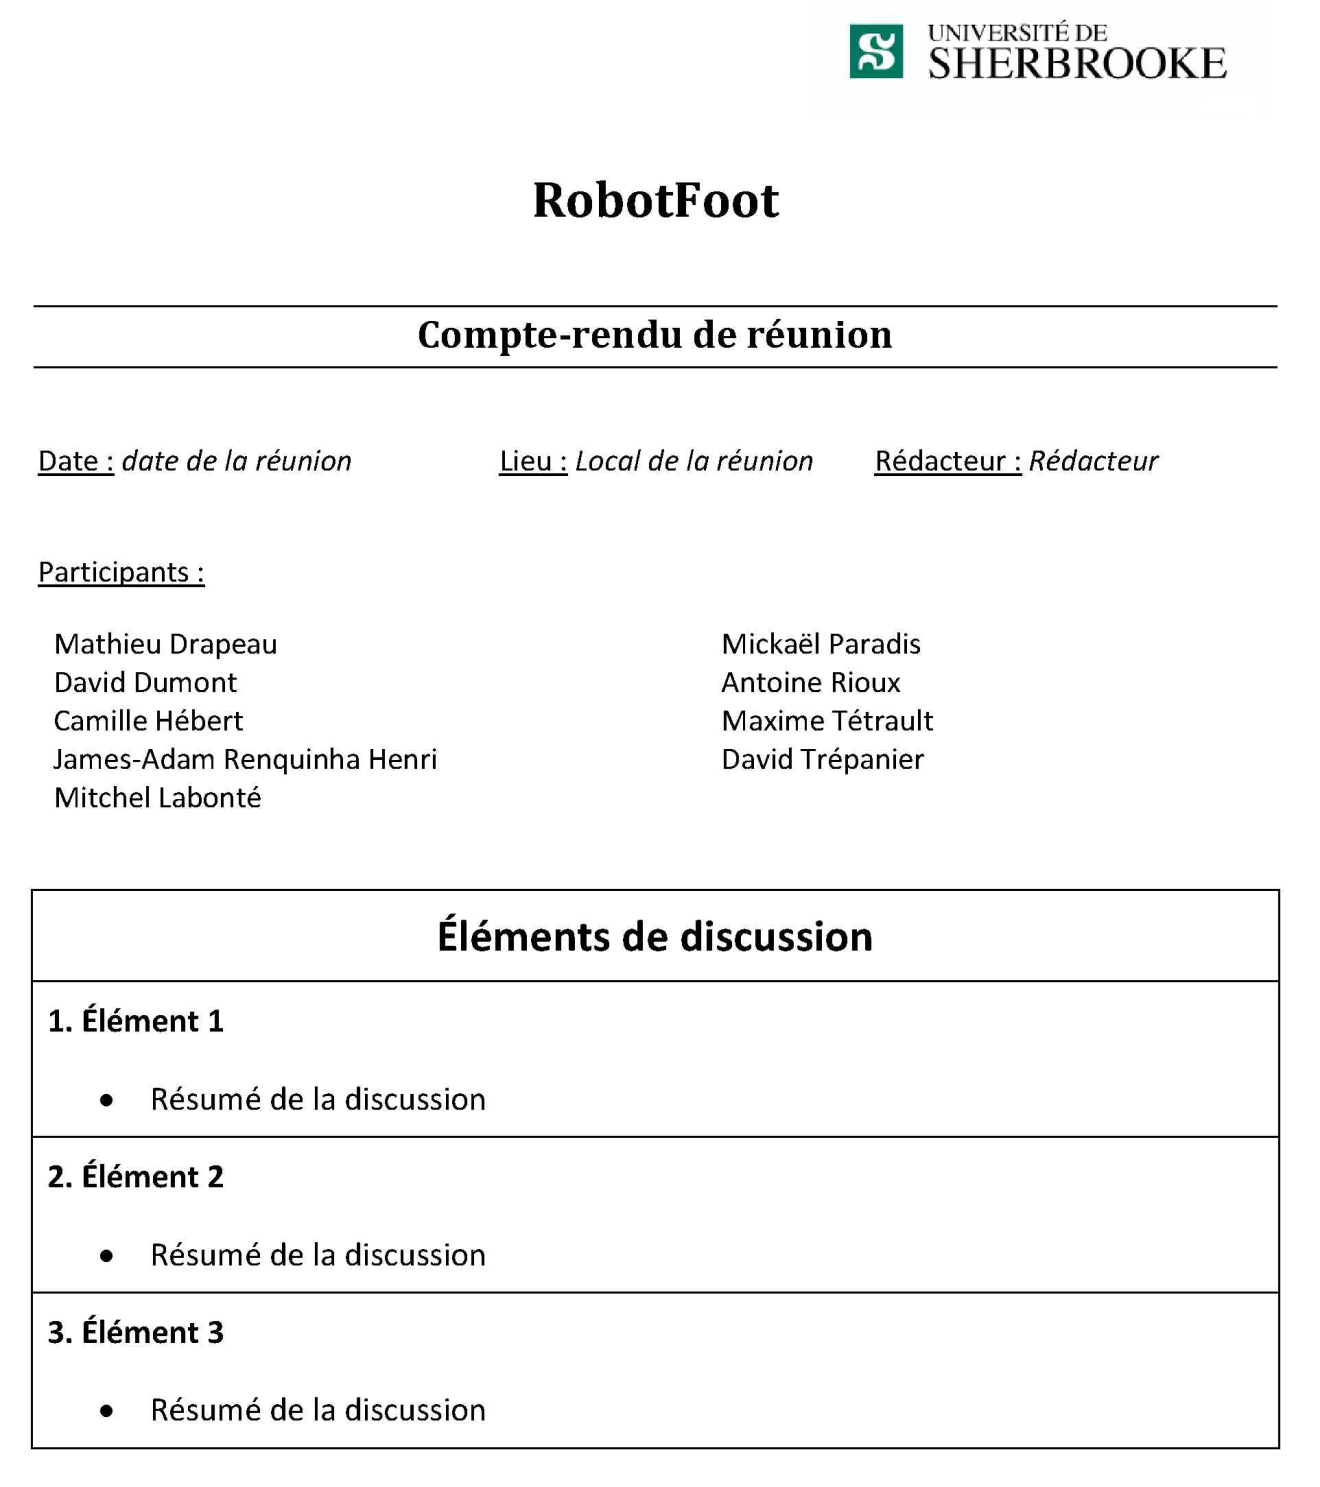 UNIVERSITÉ DE
SHERBROOKE
RobotFoot
Compte-rendu de réunion
Date : date de la réunion Lieu : Local de la réunion Rédacteur : Rédacteur
Participants :
Mathieu Drapeau Mickaël Paradis
David Dumont Antoine Rioux
Camille Hébert Maxime Tétrault
James-Adam Renquinha Henri David Trépanier
Mitchel Labonté
Éléments de discussion
1. Élément 1
• Résumé de la discussion
2. Élément 2
• Résumé de la discussion
3. Élément 3
• Résumé de la discussion